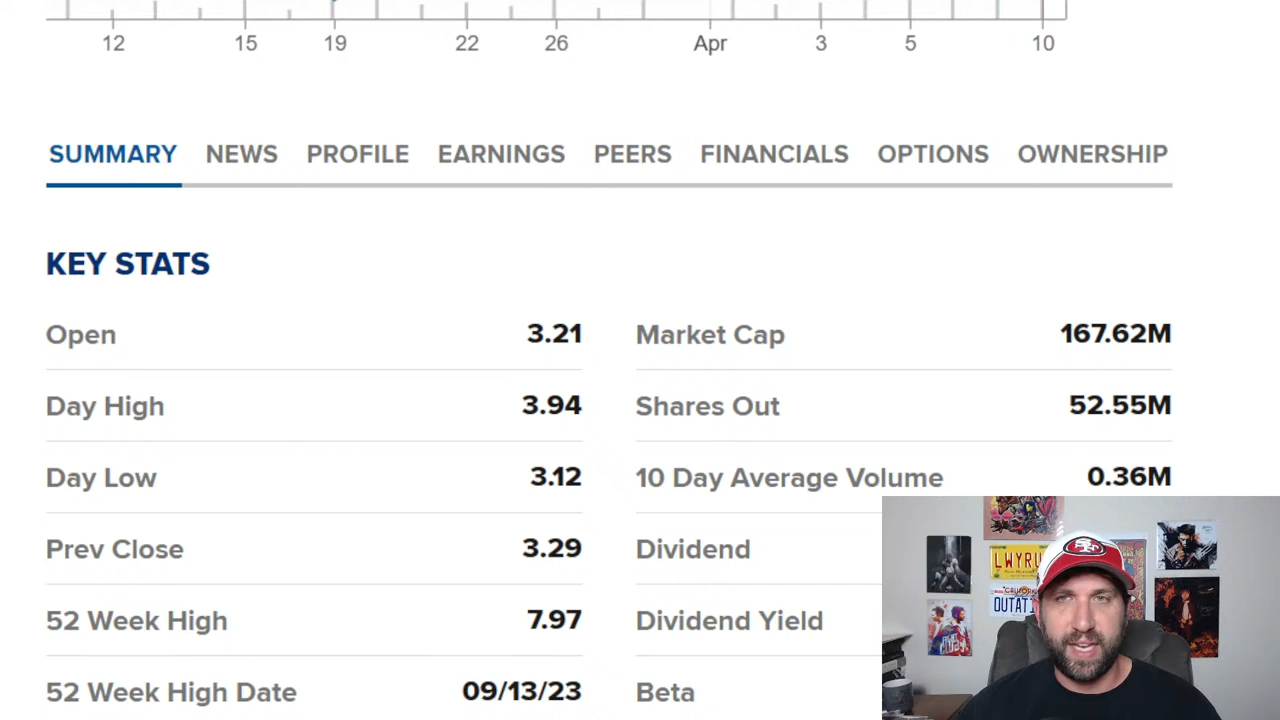 12 15 19 22 26 Apr 3 5 10
SUMMARY NEWS PROFILE EARNINGS PEERS FINANCIALS OPTIONS OWNERSHIP
KEY STATS
Open 3.21 Market Cap 167.62M
Day High 3.94 Shares Out 52.55M
Day Low 3.12 10 Day Average Volume 0.36M
Prev Close 3.29 Dividend
52 Week High 7.97 Dividend Yield
52 Week High Date 09/13/23 Beta
SF
LWYRU
OUTATI